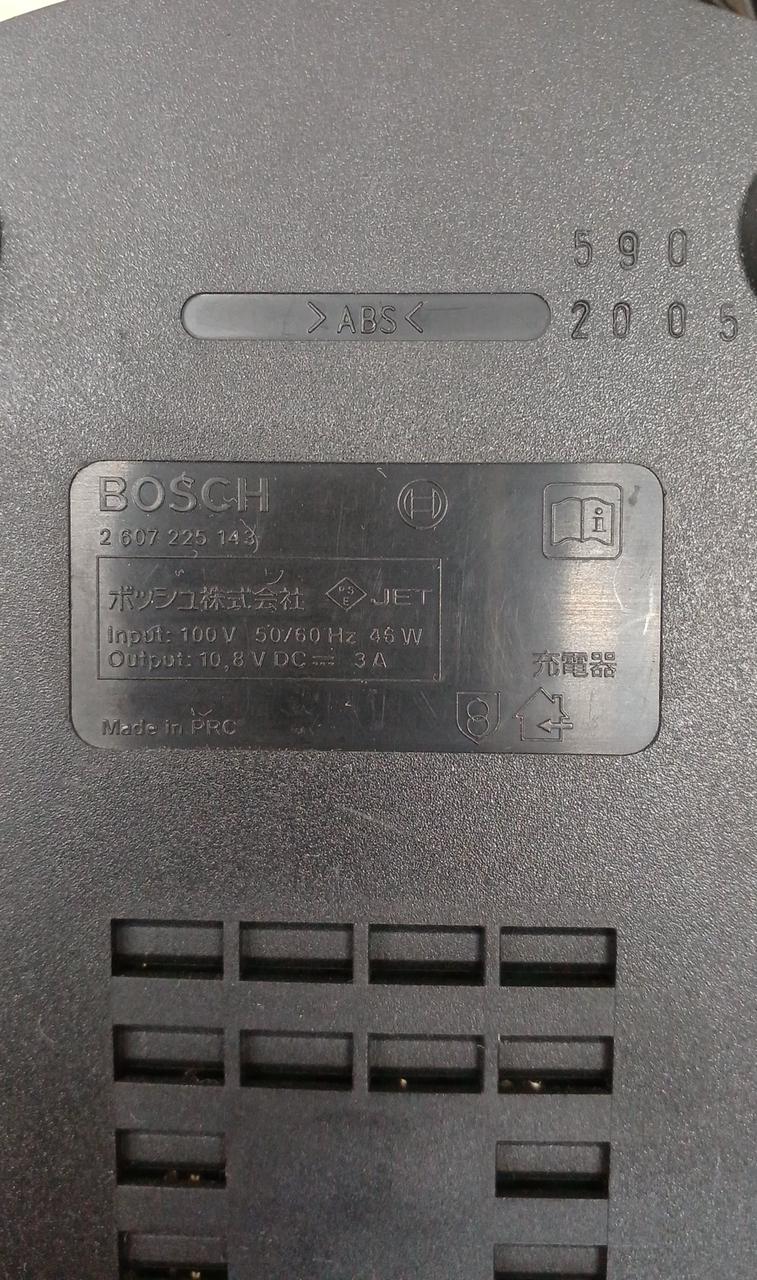 590
>ABS<
2005
BOSCH
2 607 225 143
ボッシュ株式会社 PSE JET
Input: 100 V 50/60 Hz 46 W
Output: 10,8 V DC 3 A
充電器
Made in PRC